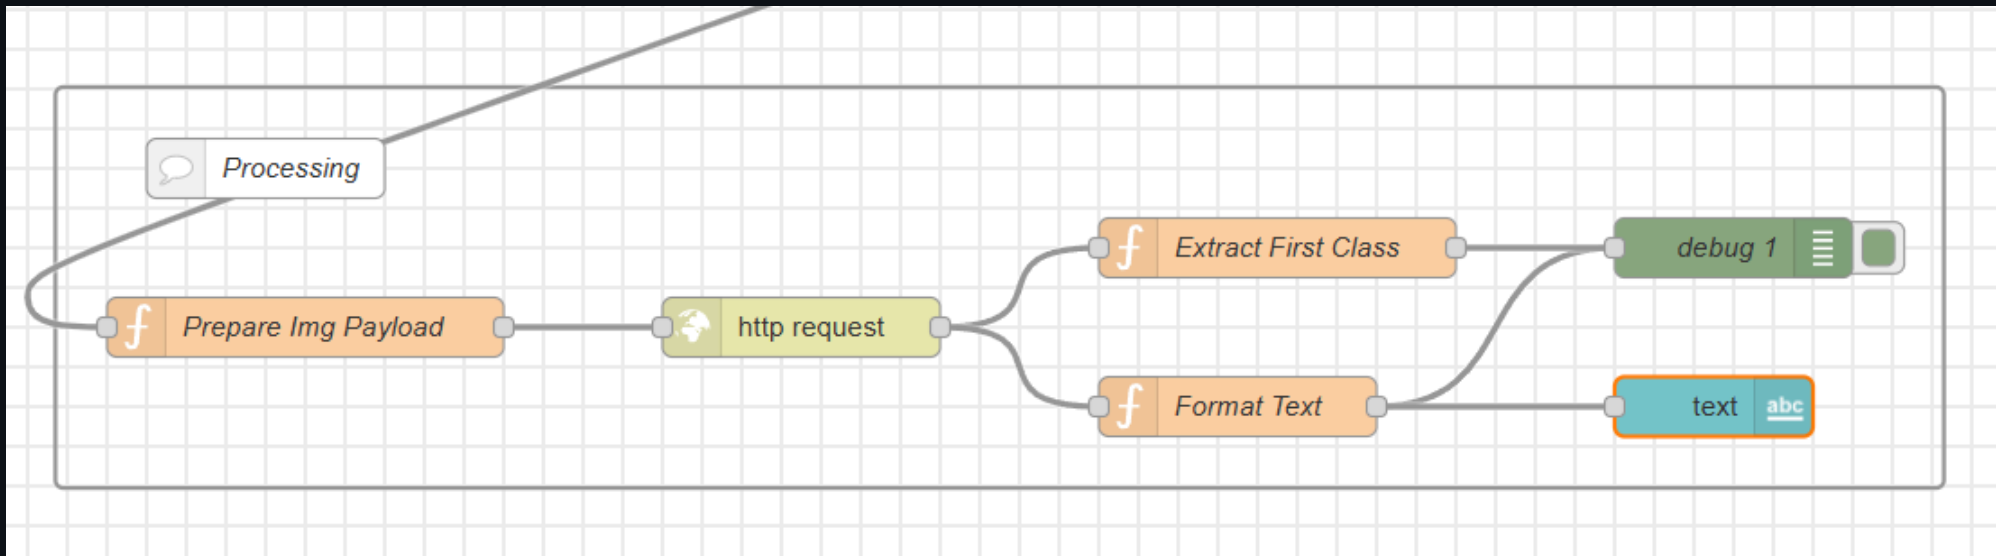 Processing
Extract First Class
debug 1
Prepare Img Payload
http request
Format Text
text
abc